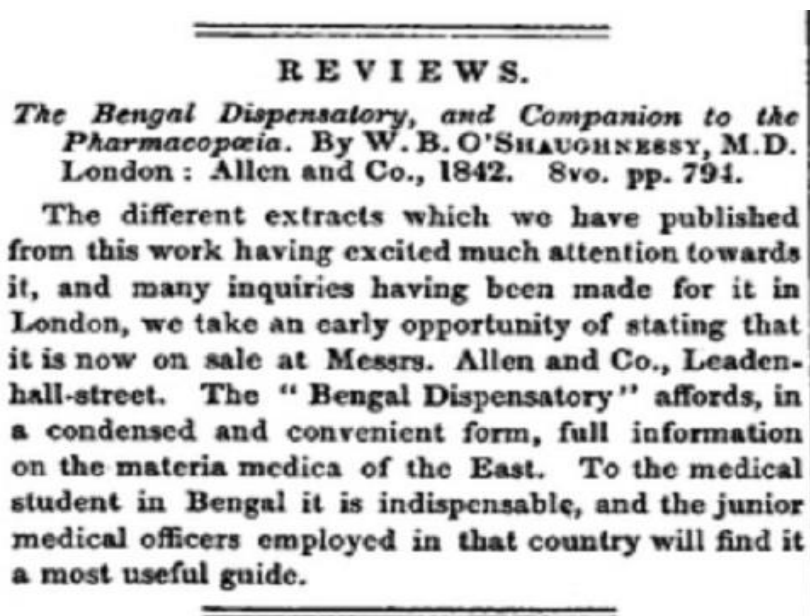 REVIEWS.
The Bengal Dispensatory, and Companion to the
Pharmacopœia. By W. B. O'SHAUGHNESSY, M.D.
London: Allen and Co., 1842. 8vo. pp. 794.
The different extracts which we have published
from this work having excited much attention towards
it, and many inquiries having been made for it in
London, we take an early opportunity of stating that
it is now on sale at Messrs. Allen and Co., Leaden-
hall-street. The "Bengal Dispensatory" affords, in
a condensed and convenient form, full information
on the materia medica of the East. To the medical
student in Bengal it is indispensable, and the junior
medical officers employed in that country will find it
a most useful guide.